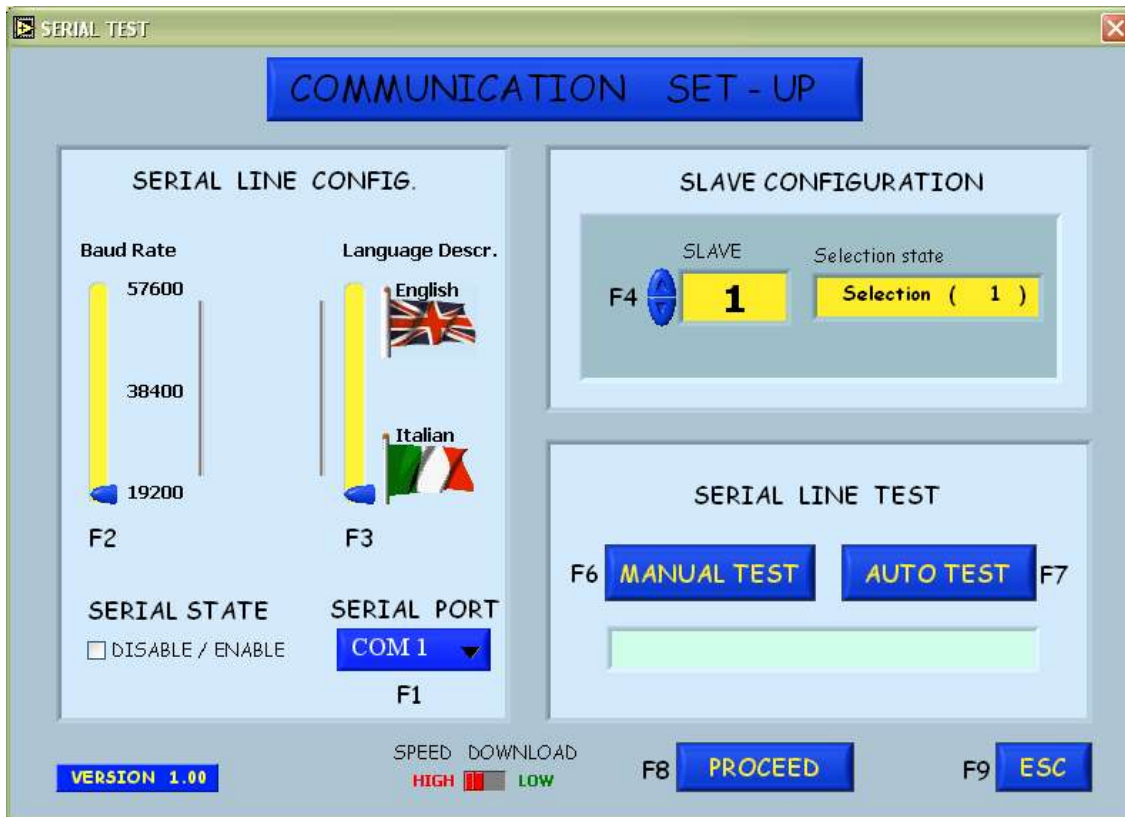 SERIAL TEST
COMMUNICATION SET - UP
SERIAL LINE CONFIG.
Baud Rate
57600
38400
19200
F2
Language Descr.
English
Italian
F3
SERIAL STATE
DISABLE / ENABLE
SERIAL PORT
COM 1
F1
SLAVE CONFIGURATION
F4
SLAVE
1
Selection state
Selection ( 1 )
SERIAL LINE TEST
F6 MANUAL TEST AUTO TEST F7
VERSION 1.00
SPEED DOWNLOAD
HIGH LOW
F8 PROCEED
F9 ESC